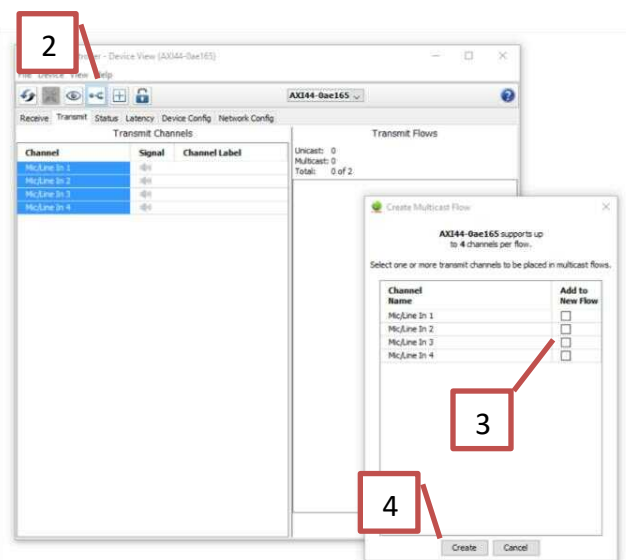 2
- Device View (AXI44-0ae165)
File Device View Help
AXI44-0ae165
?
Receive Transmit Status Latency Device Config Network Config
Transmit Channels
Channel Signal Channel Label
Mic/Line In 1
Mic/Line In 2
Mic/Line In 3
Mic/Line In 4
Transmit Flows
Unicast: 0
Multicast: 0
Total: 0 of 2
Create Multicast Flow
AXI44-0ae165 supports up
to 4 channels per flow.
Select one or more transmit channels to be placed in multicast flows.
Channel Add to
Name New Flow
Mic/Line In 1
Mic/Line In 2
Mic/Line In 3
Mic/Line In 4
3
4
Create Cancel